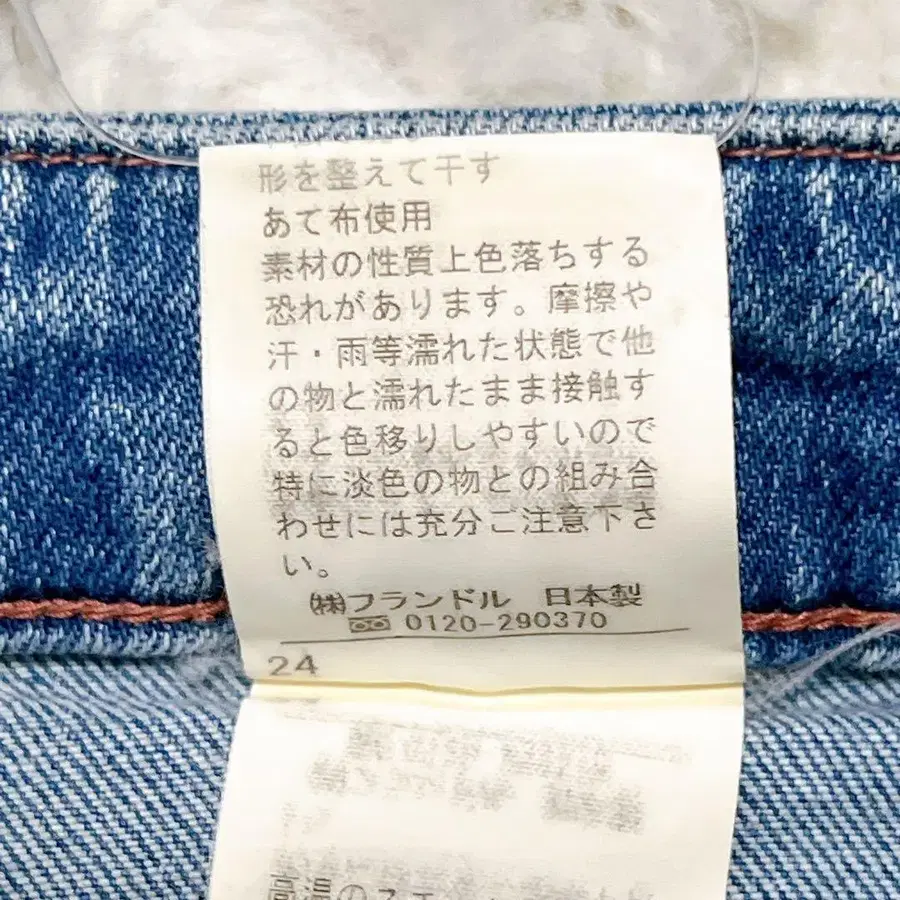 形を整えて干す
あて布使用
素材の性質上色落ちする
恐れがあります。摩擦や
汗・雨等濡れた状態で他
の物と濡れたまま接触す
ると色移りしやすいので
特に淡色の物との組み合
わせには充分ご注意下さ
い。
㈱フランドル 日本製
0120-290370
24
高温の